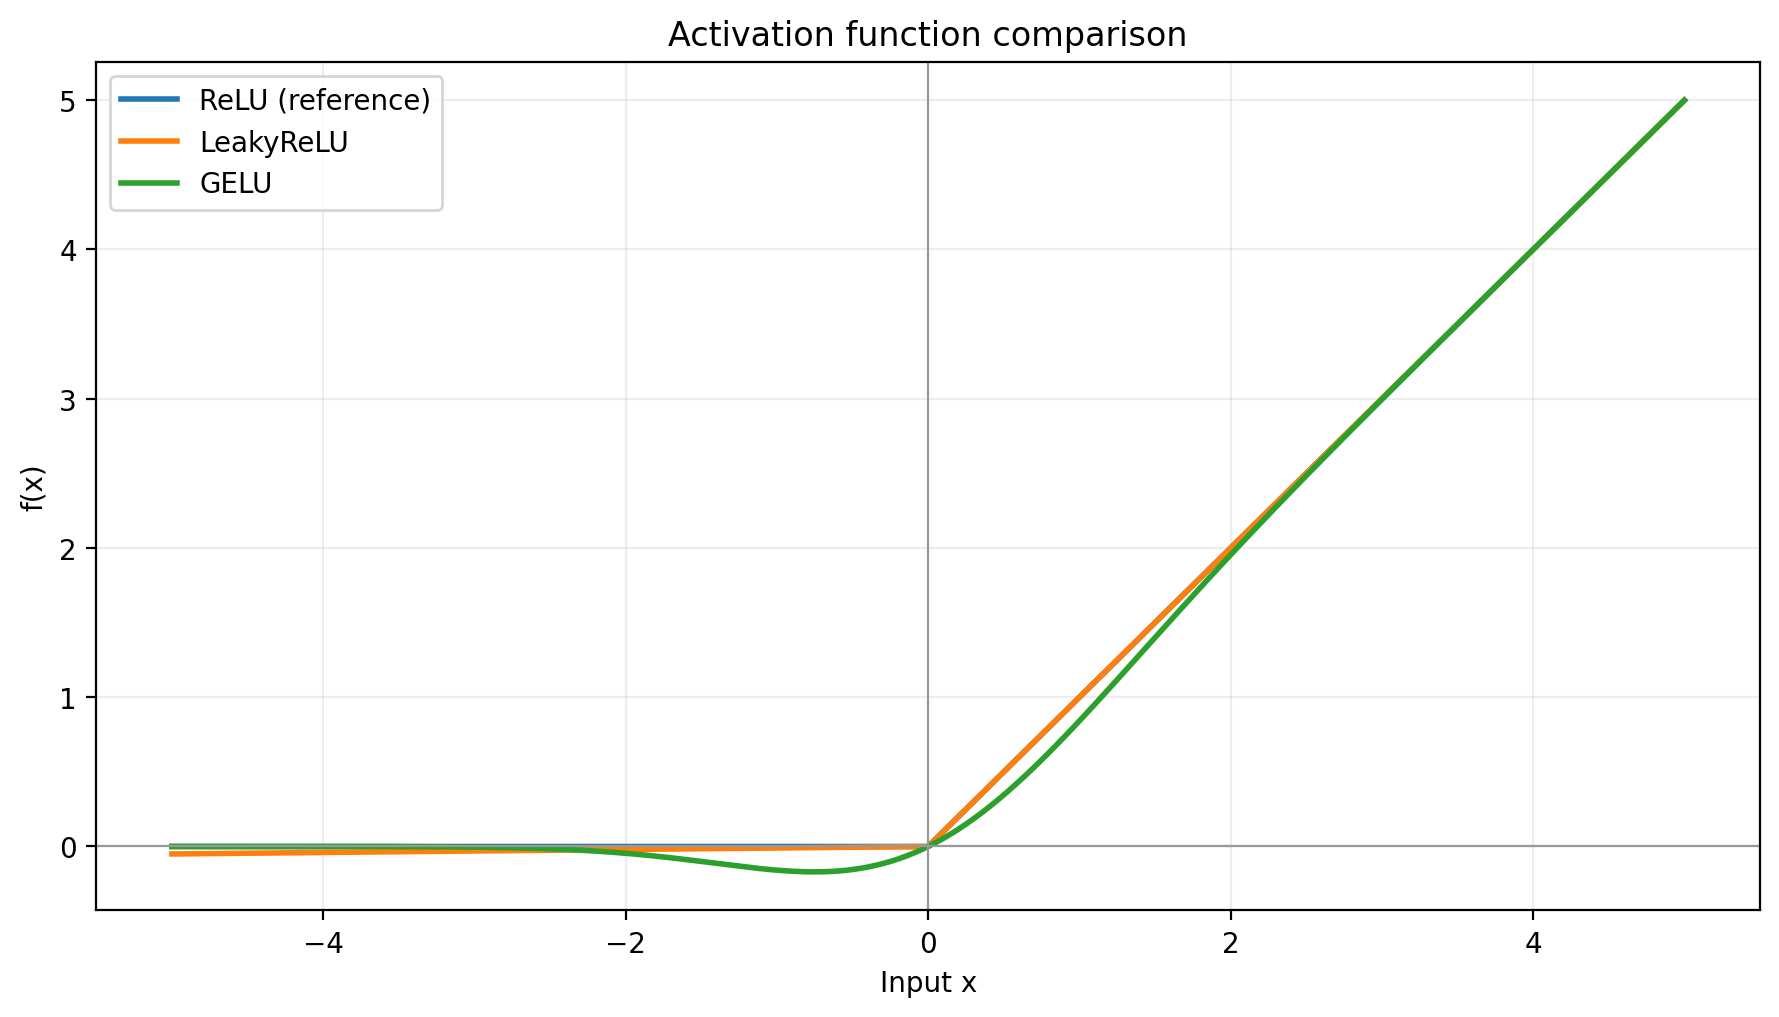 Activation function comparison
ReLU (reference)
LeakyReLU
GELU
5
4
3
2
1
0
f(x)
−4
−2
0
2
4
Input x